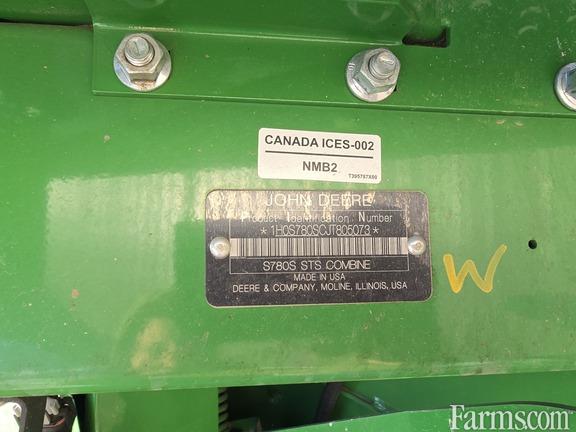 CANADA ICES-002
NMB2
T395757X00
JOHN DEERE
Product Identification Number
*1H0S780SCJT805073*
S780S STS COMBINE
MADE IN USA
DEERE & COMPANY, MOLINE, ILLINOIS, USA
W
Farms.com